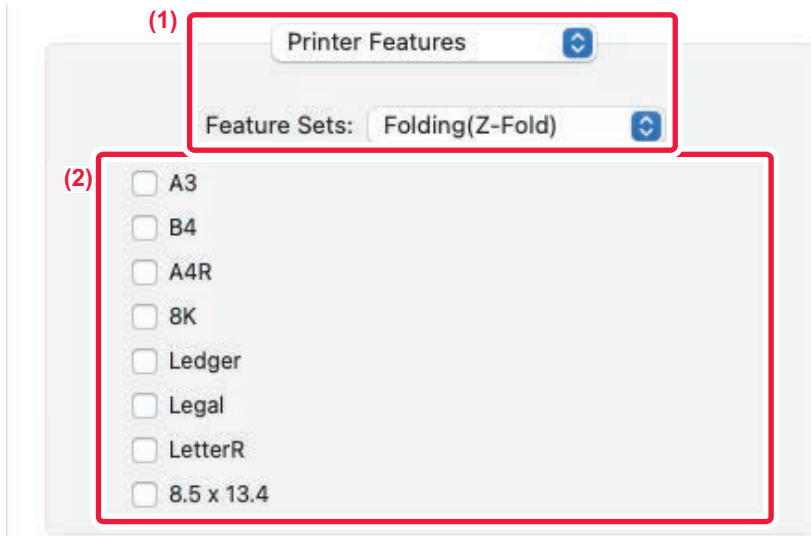 (1)
Printer Features
Feature Sets: Folding(Z-Fold)
(2)
A3
B4
A4R
8K
Ledger
Legal
LetterR
8.5 x 13.4